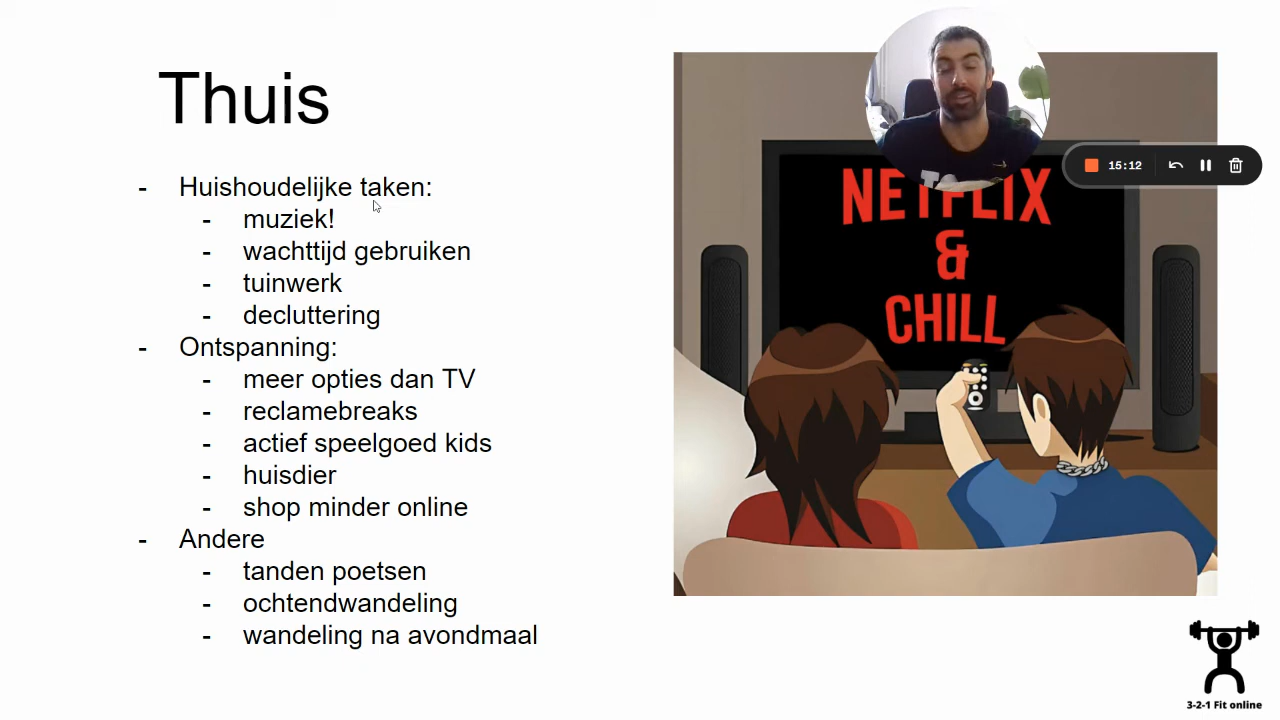 Thuis
- Huishoudelijke taken:
- muziek!
- wachttijd gebruiken
- tuinwerk
- decluttering
- Ontspanning:
- meer opties dan TV
- reclamebreaks
- actief speelgoed kids
- huisdier
- shop minder online
- Andere
- tanden poetsen
- ochtendwandeling
- wandeling na avondmaal
NETFLIX
&
CHILL
15:12
3-2-1 Fit online